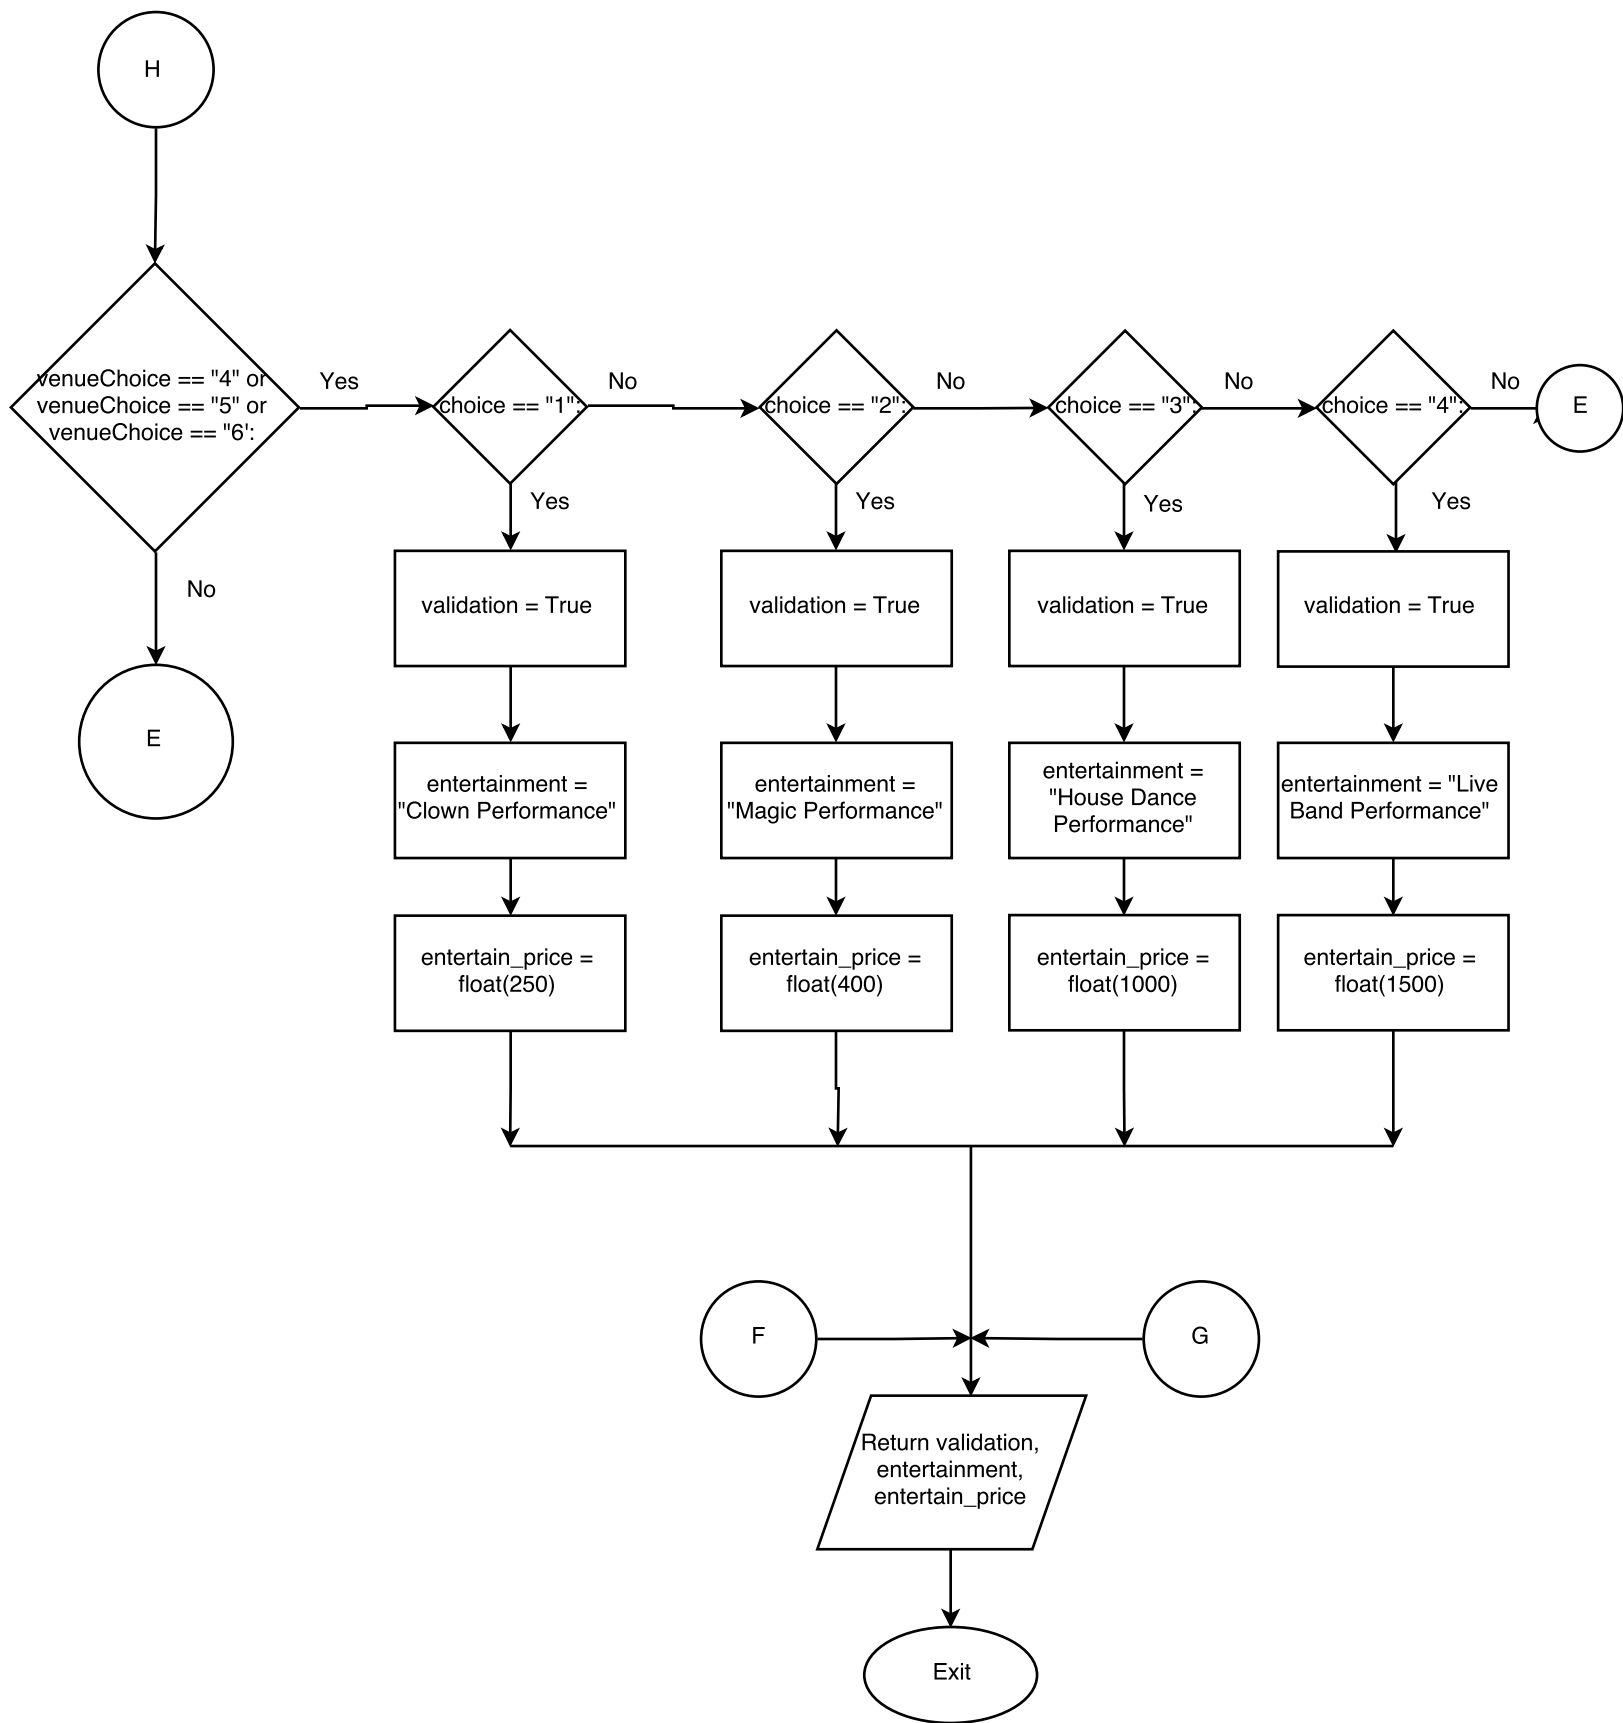 H
venueChoice == "4" or
venueChoice == "5" or
venueChoice == "6':
Yes
choice == "1":
No
choice == "2":
No
choice == "3":
No
choice == "4":
No
E
Yes
Yes
Yes
Yes
No
validation = True
validation = True
validation = True
validation = True
E
entertainment =
"Clown Performance"
entertainment =
"Magic Performance"
entertainment =
"House Dance
Performance"
entertainment = "Live
Band Performance"
entertain_price =
float(250)
entertain_price =
float(400)
entertain_price =
float(1000)
entertain_price =
float(1500)
F
G
Return validation,
entertainment,
entertain_price
Exit